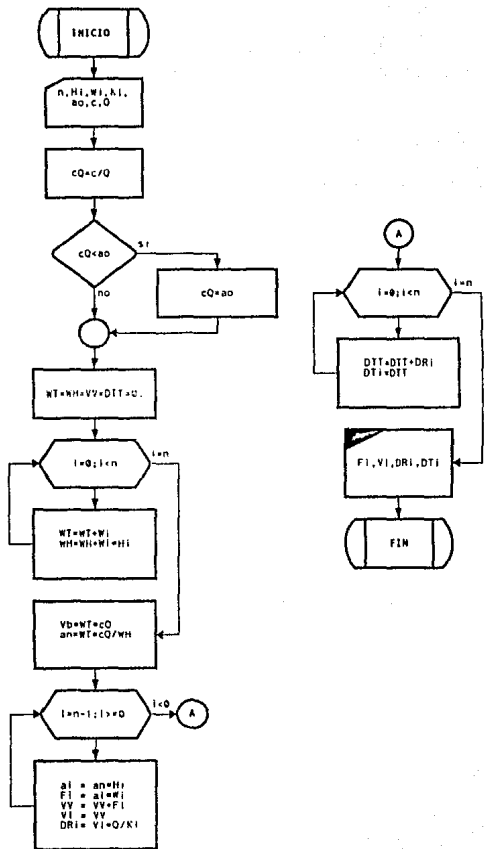 INICIO
n,Hi,Wi,Ki,
ao,c,Q
cQ=c/Q
cQ<ao
si
no
cQ=ao
WT=WH=VV=DTT=0.
i=0;i<n
i=n
WT=WT+Wi
WH=WH+Wi*Hi
Vb=WT*cQ
an=WT*cQ/WH
i=n-1;i>=0
i<0
A
ai = an*Hi
Fi = ai*Wi
VV = VV+Fi
Vi = VV
DRi= Vi*Q/Ki
A
i=0;i<n
i=n
DTT=DTT+DRi
DTi=DTT
Fi,Vi,DRi,DTi
FIN